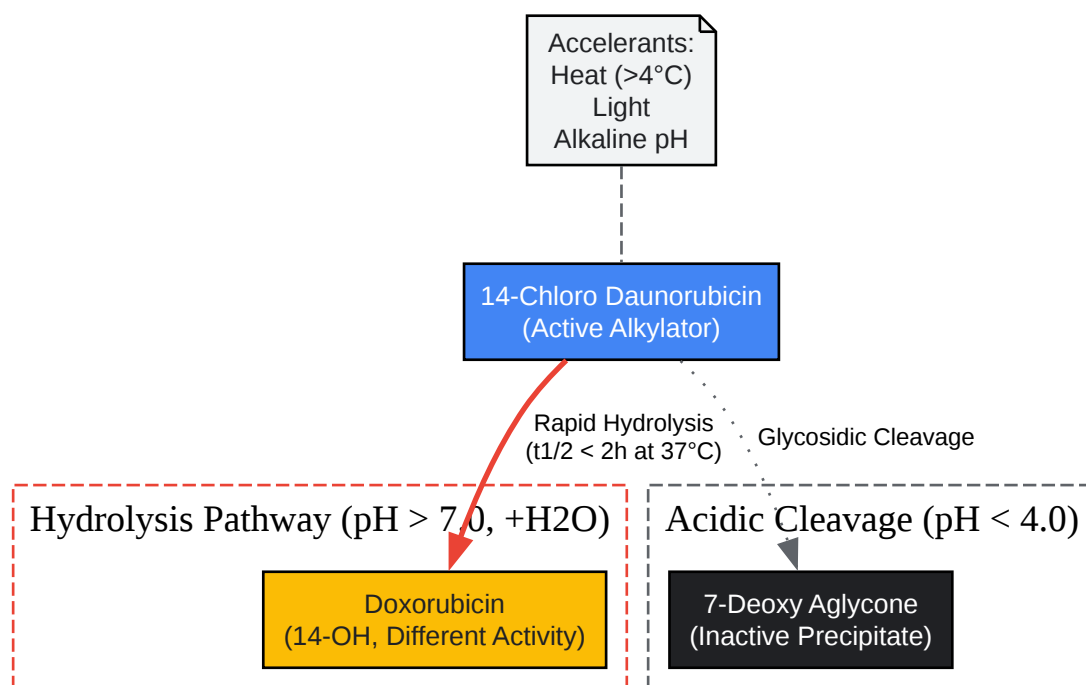 Accelerants:
Heat (>4°C)
Light
Alkaline pH
14-Chloro Daunorubicin
(Active Alkylator)
Rapid Hydrolysis
(t1/2 < 2h at 37°C)
Glycosidic Cleavage
Hydrolysis Pathway (pH > 7.0, +H2O)
Acidic Cleavage (pH < 4.0)
Doxorubicin
(14-OH, Different Activity)
7-Deoxy Aglycone
(Inactive Precipitate)